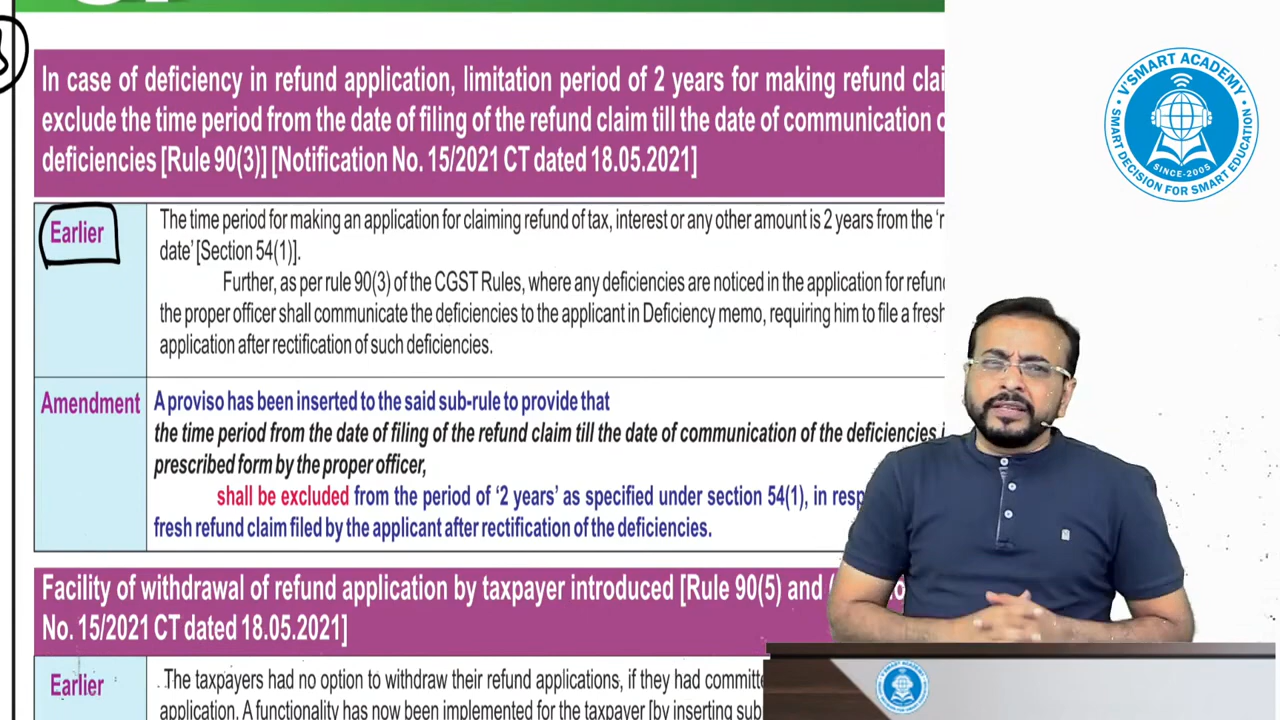 In case of deficiency in refund application, limitation period of 2 years for making refund
exclude the time period from the date of filing of the refund claim till the date of communication
deficiencies [Rule 90(3)] [Notification No. 15/2021 CT dated 18.05.2021]
Earlier
The time period for making an application for claiming refund of tax, interest or any other amount is 2 years from the
date' [Section 54(1)].
Further, as per rule 90(3) of the CGST Rules, where any deficiencies are noticed in the application for
the proper officer shall communicate the deficiencies to the applicant in Deficiency memo, requiring him to file a fresh
application after rectification of such deficiencies.
Amendment
A proviso has been inserted to the said sub-rule to provide that
the time period from the date of filing of the refund claim till the date of communication of the deficiencies
prescribed form by the proper officer,
shall be excluded from the period of '2 years' as specified under section 54(1), in
fresh refund claim filed by the applicant after rectification of the deficiencies.
Facility of withdrawal of refund application by taxpayer introduced [Rule 90(5) and
No. 15/2021 CT dated 18.05.2021]
Earlier
The taxpayers had no option to withdraw their refund applications, if they had
application. A functionality has now been implemented for the taxpayer [by inserting
V'SMART ACADEMY
SINCE-2005
SMART DECISION FOR SMART EDUCATION